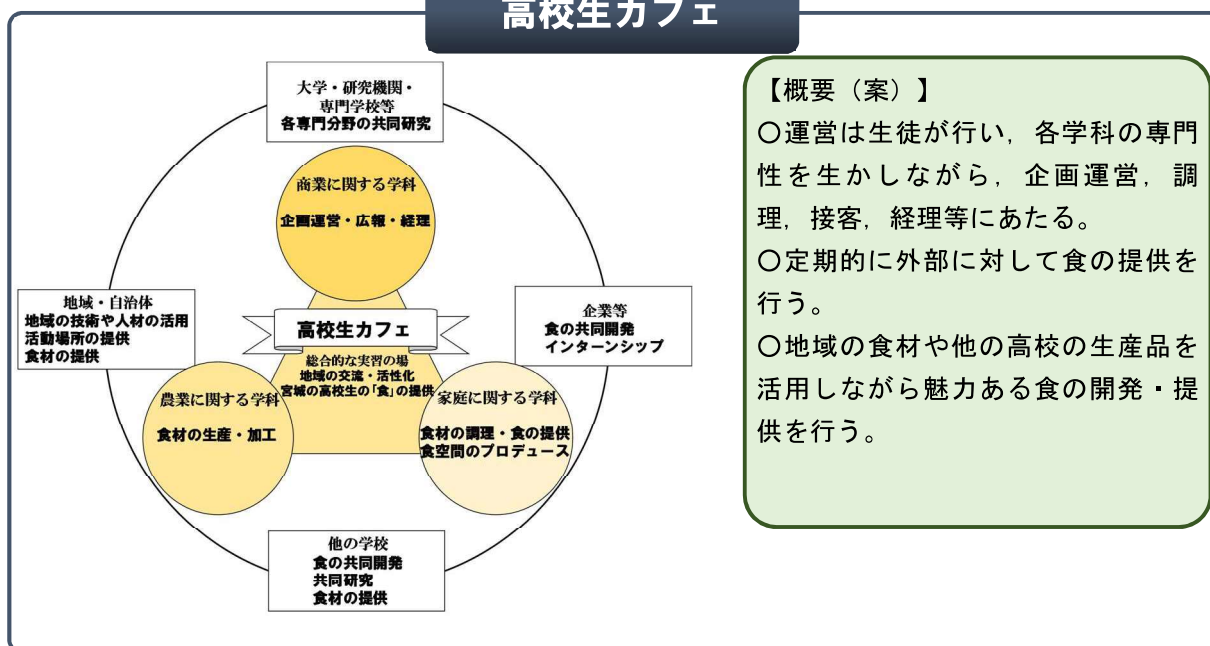 高校生カフェ
大学・研究機関・
専門学校等
各専門分野の共同研究
商業に関する学科
企画運営・広報・経理
地域・自治体
地域の技術や人材の活用
活動場所の提供
食材の提供
企業等
食の共同開発
インターンシップ
高校生カフェ
総合的な実習の場
地域の交流・活性化
宮城の高校生の「食」の提供
農業に関する学科
食材の生産・加工
家庭に関する学科
食材の調理・食の提供
食空間のプロデュース
他の学校
食の共同開発
共同研究
食材の提供
【概要（案）】
〇運営は生徒が行い，各学科の専門
性を生かしながら，企画運営，調
理，接客，経理等にあたる。
〇定期的に外部に対して食の提供を
行う。
〇地域の食材や他の高校の生産品を
活用しながら魅力ある食の開発・提
供を行う。